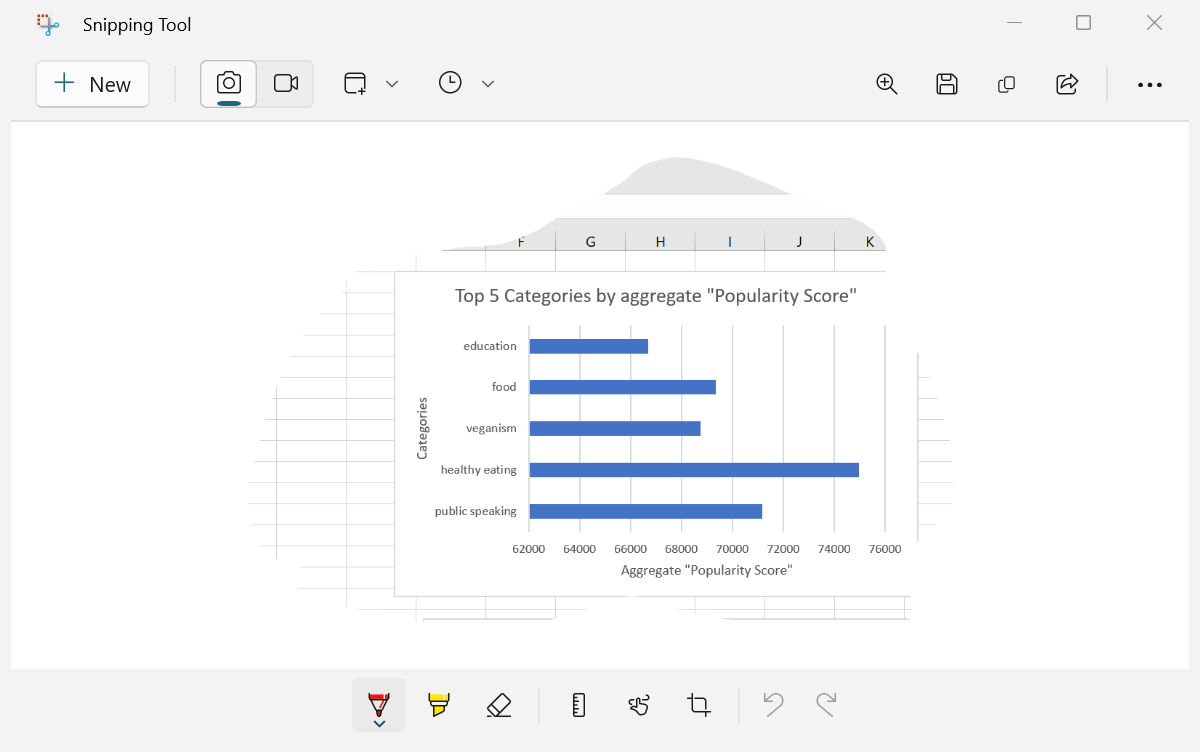 Snipping Tool
New
F G H I J K
Top 5 Categories by aggregate "Popularity Score"
Categories
education
food
veganism
healthy eating
public speaking
62000 64000 66000 68000 70000 72000 74000 76000
Aggregate "Popularity Score"